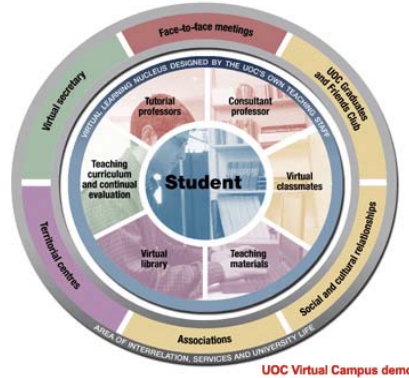 Face-to-face meetings
UOC Graduates
and Friends Club
Social and cultural relationships
Associations
Territorial centres
Virtual secretary
VIRTUAL LEARNING NUCLEUS DESIGNED BY THE UOC'S OWN TEACHING STAFF
Tutorial
professors
Consultant
professor
Virtual
classmates
Teaching
materials
Virtual
library
Teaching
curriculum
and continual
evaluation
Student
AREA OF INTERRELATION, SERVICES AND UNIVERSITY LIFE
UOC Virtual Campus demo